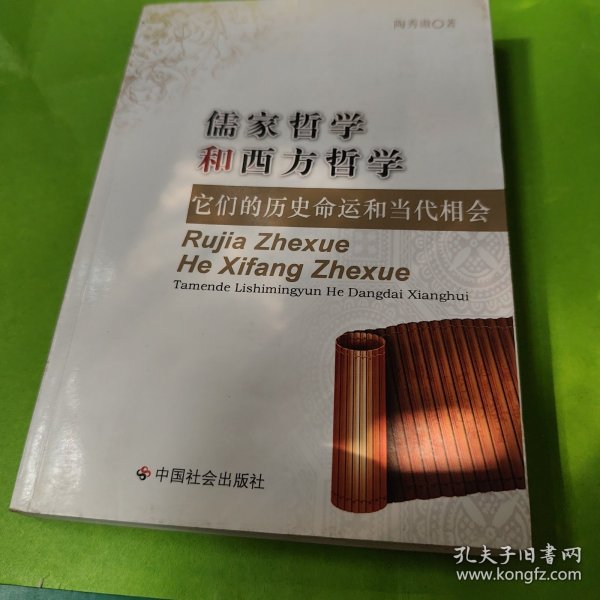 陶秀璈◎著
儒家哲学
和西方哲学
它们的历史命运和当代相会
Rujia Zhexue
He Xifang Zhexue
Tamende Lishimingyun He Dangdai Xianghui
中国社会出版社
孔夫子旧書网
www.kongfz.com